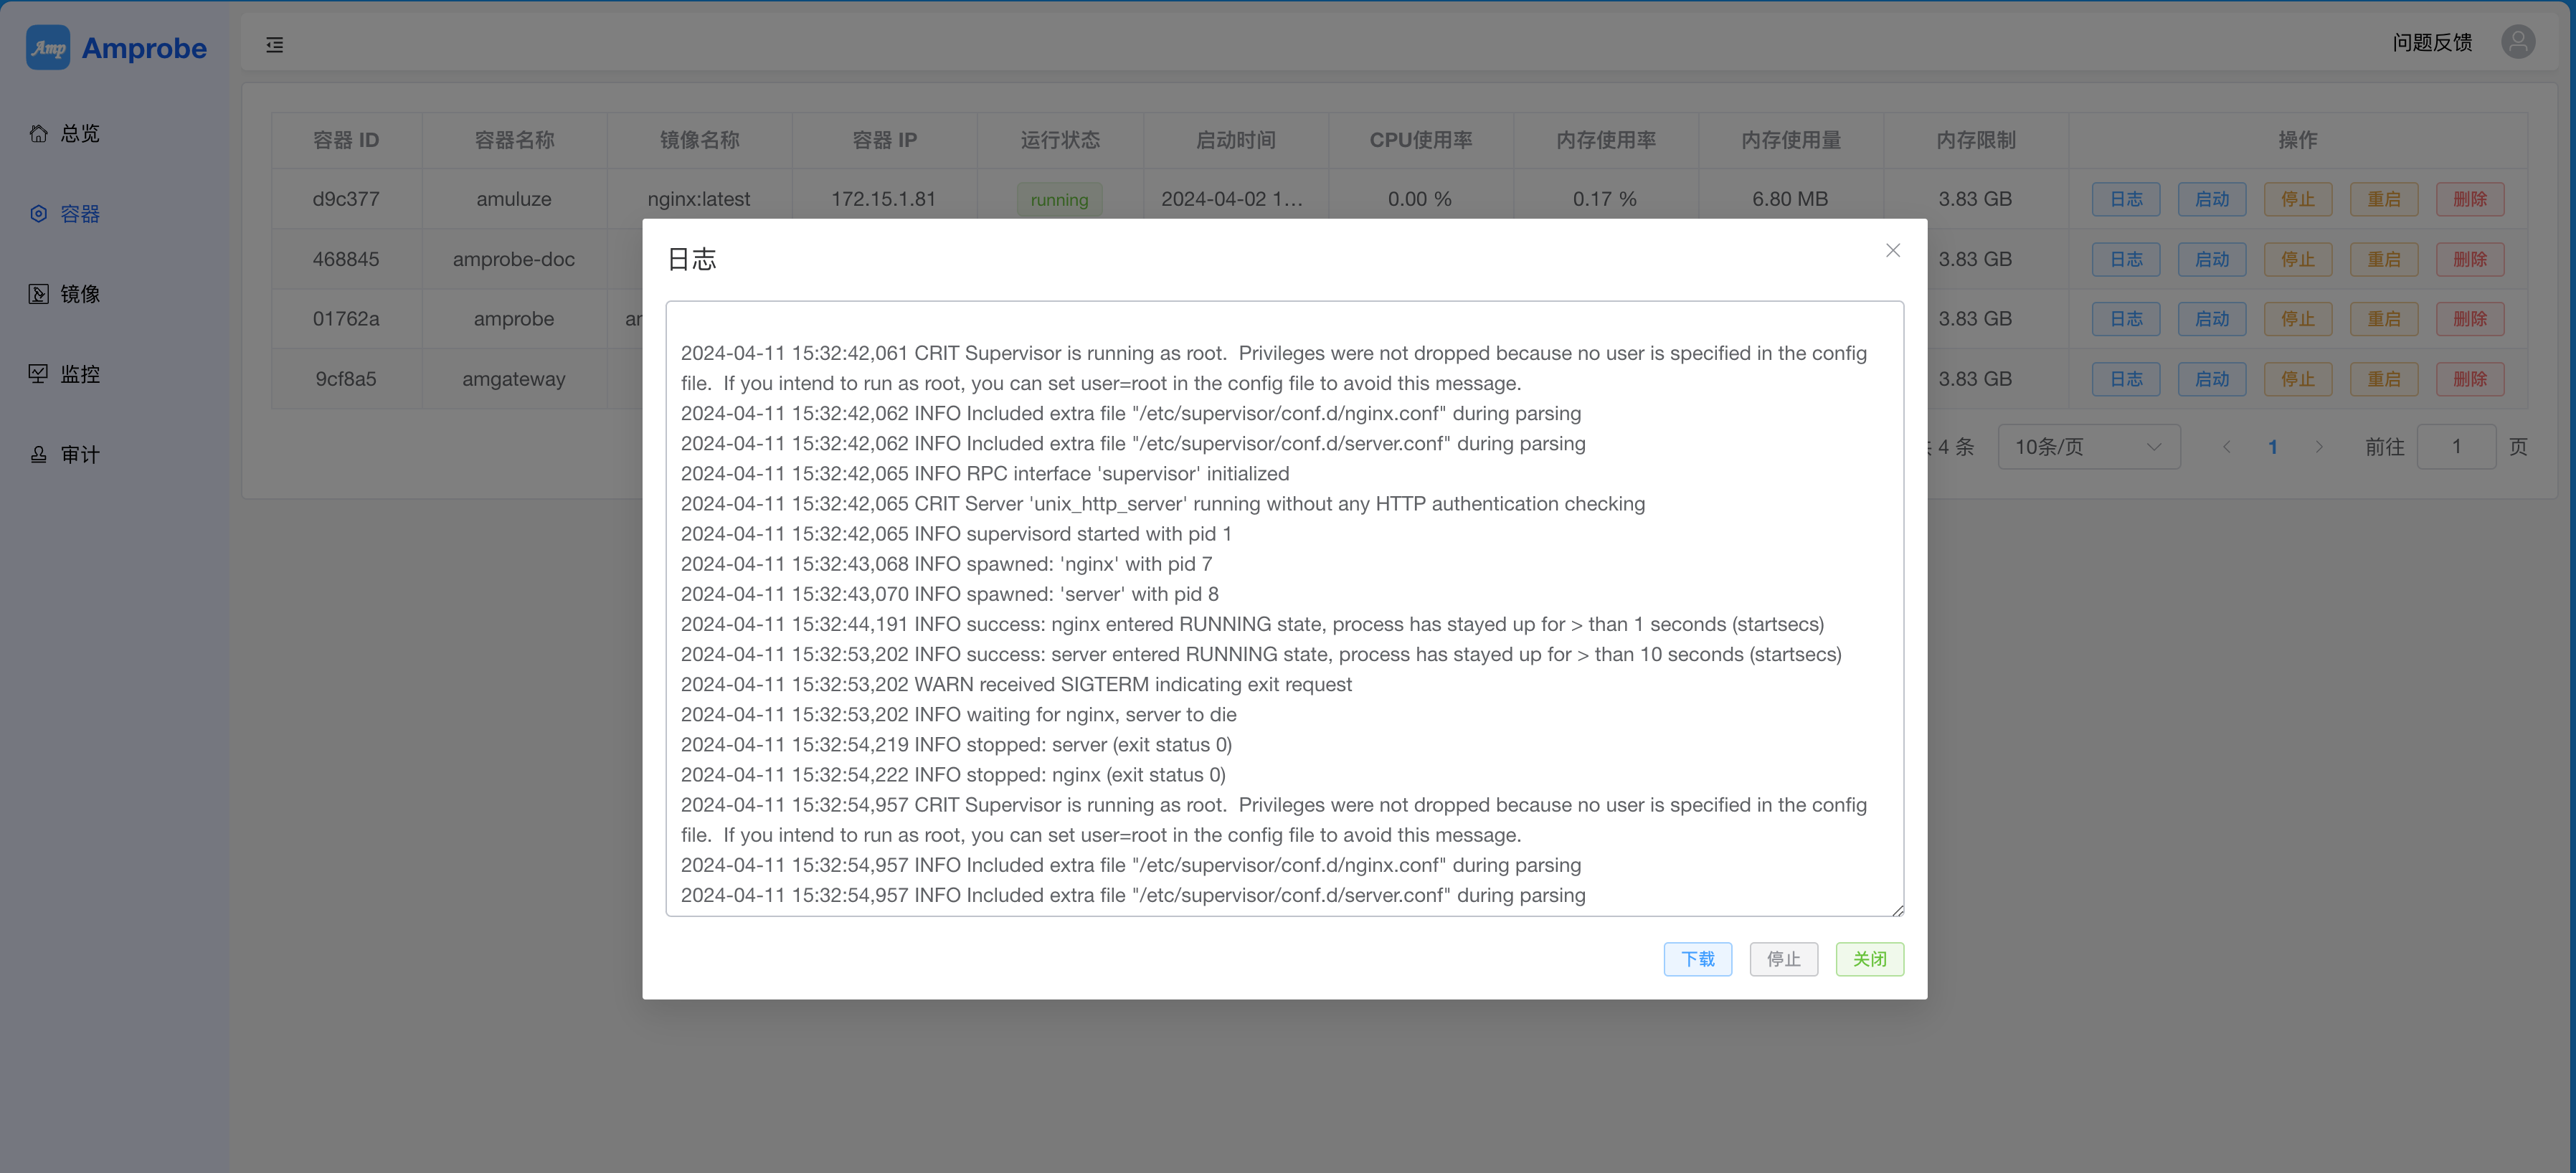 Amp Amprobe
问题反馈
总览
容器
镜像
监控
审计
容器 ID 容器名称 镜像名称 容器 IP 运行状态 启动时间 CPU使用率 内存使用率 内存使用量 内存限制 操作
d9c377 amuluze nginx:latest 172.15.1.81 running 2024-04-02 1... 0.00 % 0.17 % 6.80 MB 3.83 GB 日志 启动 停止 重启 删除
468845 amprobe-doc 3.83 GB 日志 启动 停止 重启 删除
01762a amprobe ar 3.83 GB 日志 启动 停止 重启 删除
9cf8a5 amgateway 3.83 GB 日志 启动 停止 重启 删除
4 条 10条/页 1 前往 1 页
日志
2024-04-11 15:32:42,061 CRIT Supervisor is running as root.  Privileges were not dropped because no user is specified in the config
file.  If you intend to run as root, you can set user=root in the config file to avoid this message.
2024-04-11 15:32:42,062 INFO Included extra file "/etc/supervisor/conf.d/nginx.conf" during parsing
2024-04-11 15:32:42,062 INFO Included extra file "/etc/supervisor/conf.d/server.conf" during parsing
2024-04-11 15:32:42,065 INFO RPC interface 'supervisor' initialized
2024-04-11 15:32:42,065 CRIT Server 'unix_http_server' running without any HTTP authentication checking
2024-04-11 15:32:42,065 INFO supervisord started with pid 1
2024-04-11 15:32:43,068 INFO spawned: 'nginx' with pid 7
2024-04-11 15:32:43,070 INFO spawned: 'server' with pid 8
2024-04-11 15:32:44,191 INFO success: nginx entered RUNNING state, process has stayed up for > than 1 seconds (startsecs)
2024-04-11 15:32:53,202 INFO success: server entered RUNNING state, process has stayed up for > than 10 seconds (startsecs)
2024-04-11 15:32:53,202 WARN received SIGTERM indicating exit request
2024-04-11 15:32:53,202 INFO waiting for nginx, server to die
2024-04-11 15:32:54,219 INFO stopped: server (exit status 0)
2024-04-11 15:32:54,222 INFO stopped: nginx (exit status 0)
2024-04-11 15:32:54,957 CRIT Supervisor is running as root.  Privileges were not dropped because no user is specified in the config
file.  If you intend to run as root, you can set user=root in the config file to avoid this message.
2024-04-11 15:32:54,957 INFO Included extra file "/etc/supervisor/conf.d/nginx.conf" during parsing
2024-04-11 15:32:54,957 INFO Included extra file "/etc/supervisor/conf.d/server.conf" during parsing
下载 停止 关闭